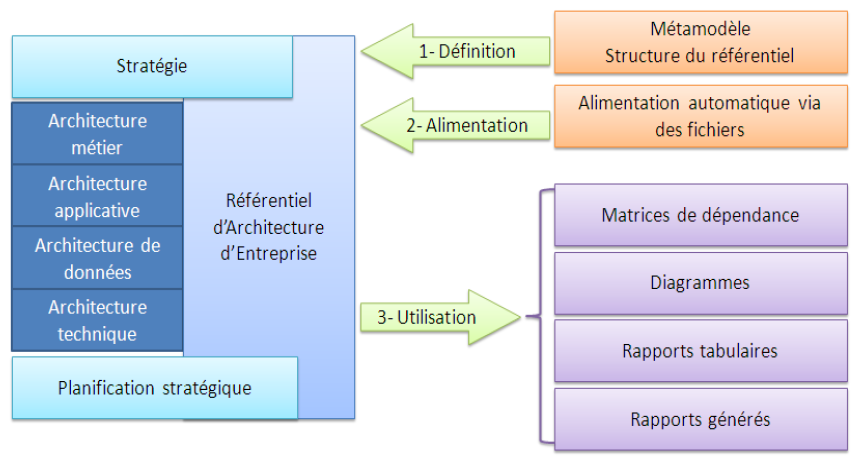 Stratégie
Architecture
métier
Architecture
applicative
Architecture de
données
Architecture
technique
Planification stratégique
Référentiel
d'Architecture
d'Entreprise
1- Définition
2- Alimentation
3- Utilisation
Métamodèle
Structure du référentiel
Alimentation automatique via
des fichiers
Matrices de dépendance
Diagrammes
Rapports tabulaires
Rapports générés